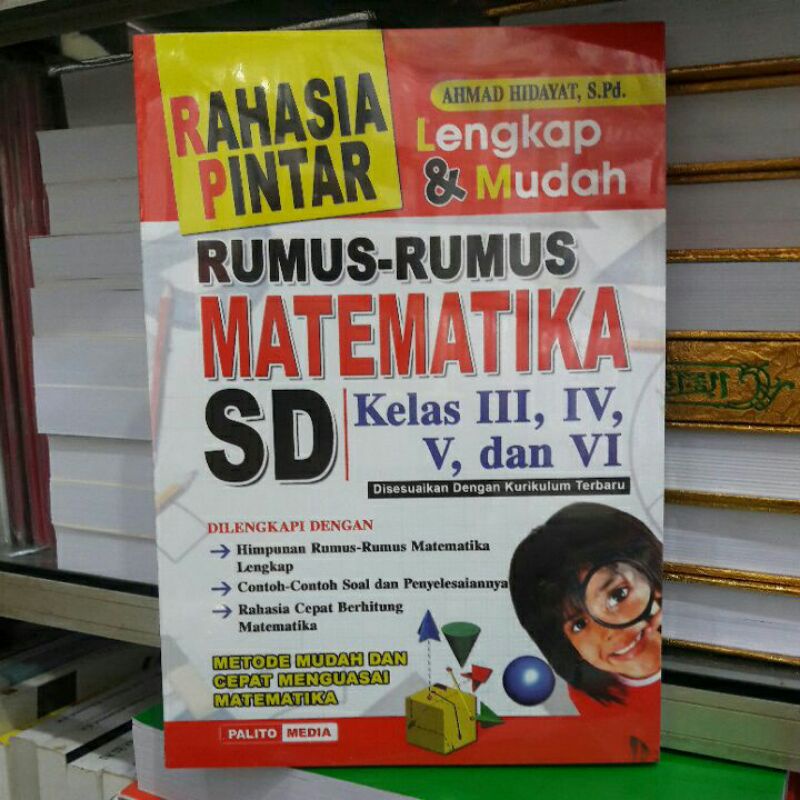 RAHASIA
PINTAR
AHMAD HIDAYAT, S.Pd.
Lengkap
& Mudah
RUMUS-RUMUS
MATEMATIKA
SD
Kelas III, IV,
V, dan VI
Disesuaikan Dengan Kurikulum Terbaru
DILENGKAPI DENGAN
→ Himpunan Rumus-Rumus Matematika
Lengkap
→ Contoh-Contoh Soal dan Penyelesaiannya
→ Rahasia Cepat Berhitung
Matematika
METODE MUDAH DAN
CEPAT MENGUASAI
MATEMATIKA
PALITO MEDIA